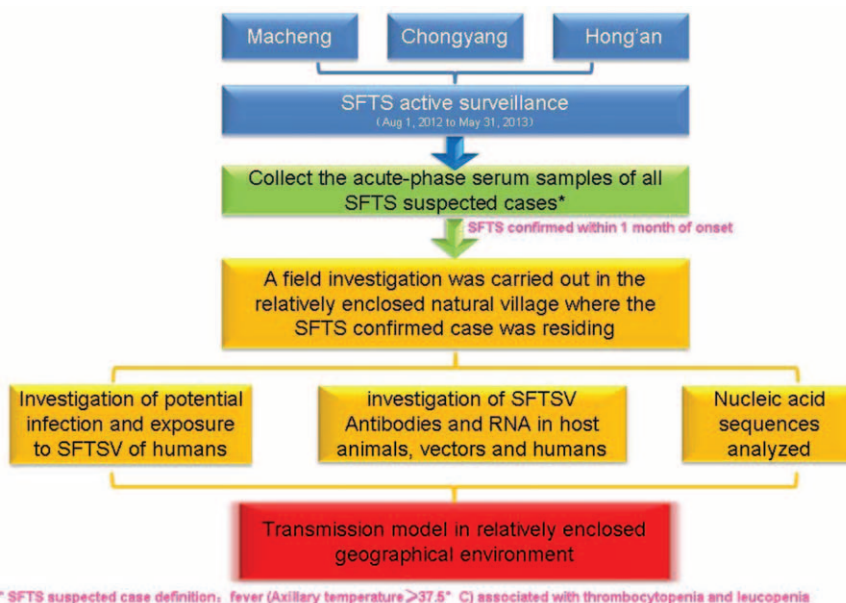 Macheng
Chongyang
Hong'an
SFTS active surveillance
(Aug 1, 2012 to May 31, 2013)
Collect the acute-phase serum samples of all
SFTS suspected cases*
SFTS confirmed within 1 month of onset
A field investigation was carried out in the
relatively enclosed natural village where the
SFTS confirmed case was residing
Investigation of potential
infection and exposure
to SFTSV of humans
investigation of SFTSV
Antibodies and RNA in host
animals, vectors and humans
Nucleic acid
sequences
analyzed
Transmission model in relatively enclosed
geographical environment
* SFTS suspected case definition: fever (Axillary temperature＞37.5° C) associated with thrombocytopenia and leucopenia